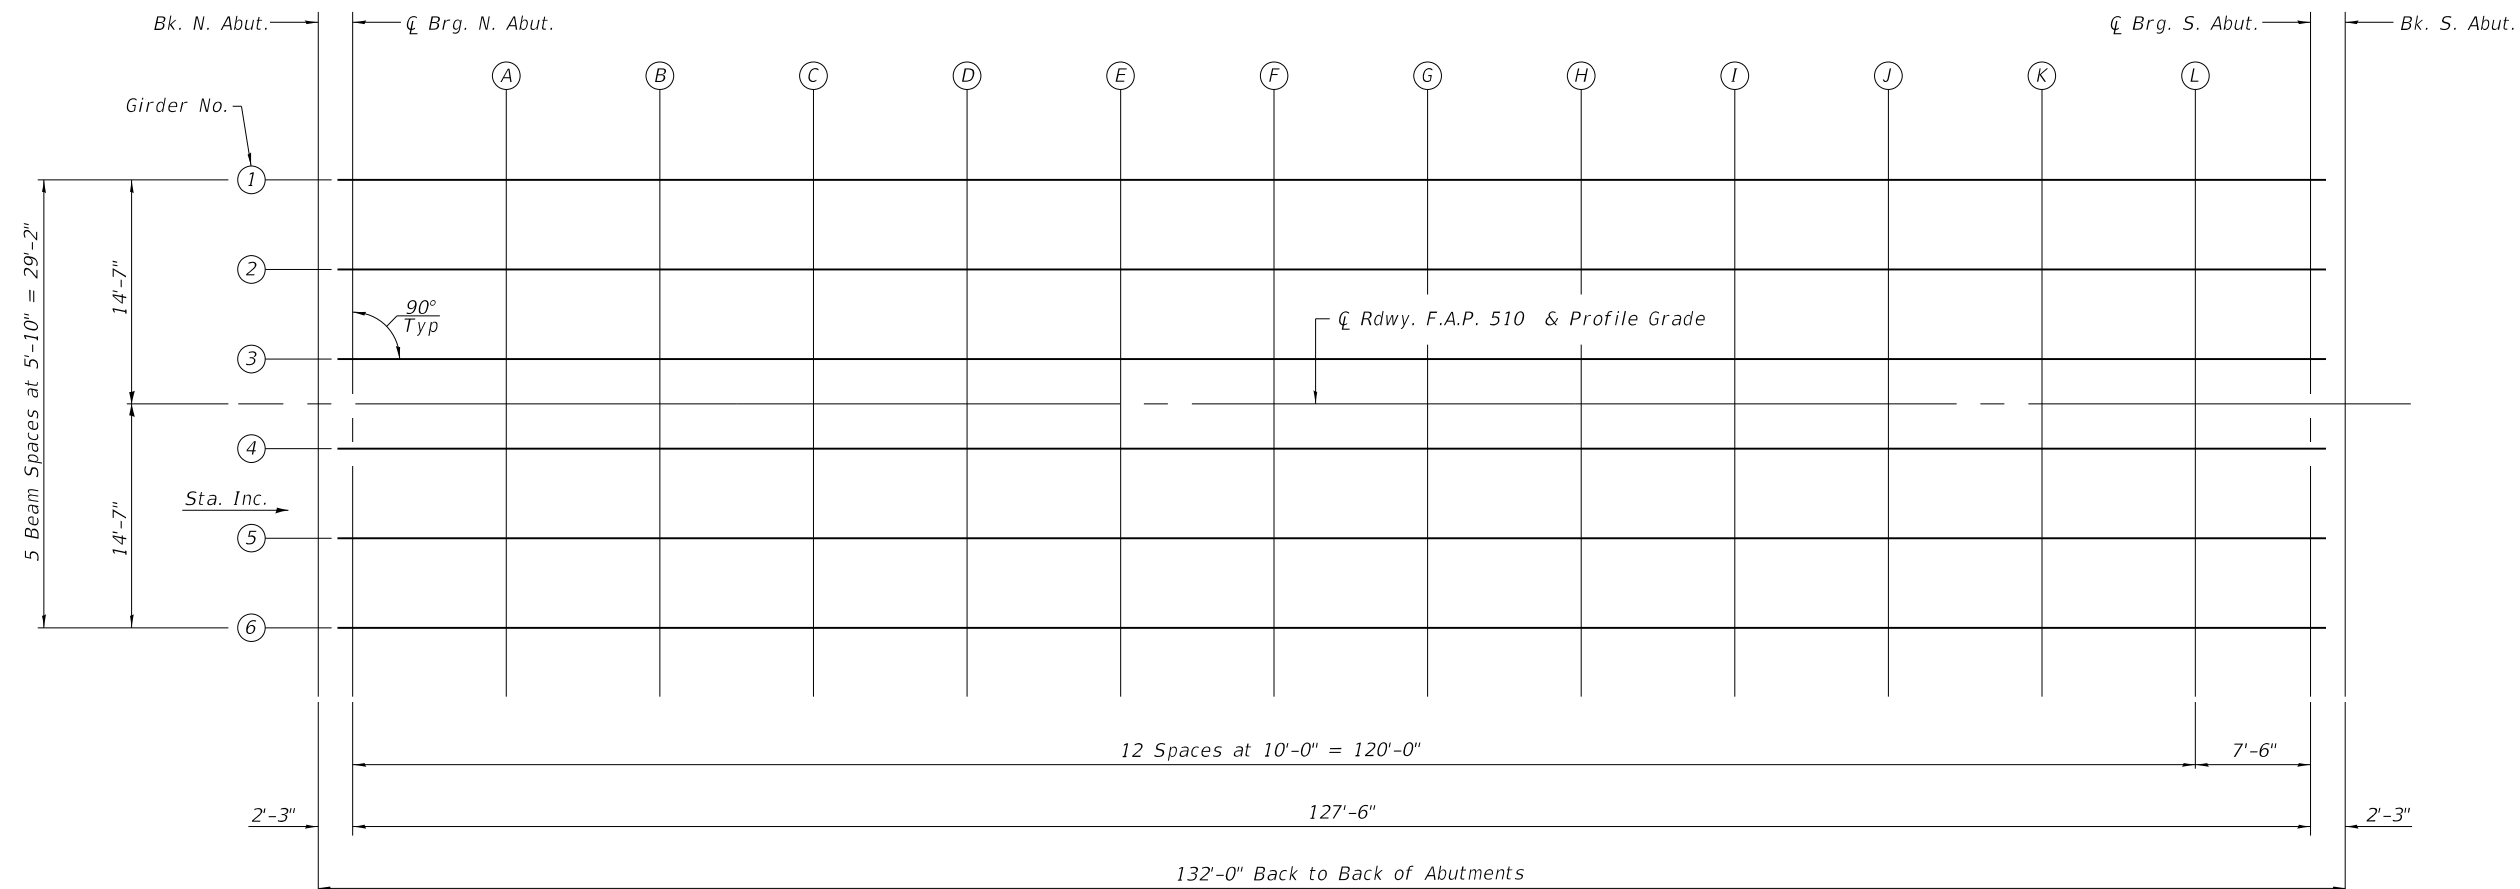 Bk. N. Abut.
℄ Brg. N. Abut.
℄ Brg. S. Abut.
Bk. S. Abut.
A B C D E F G H I J K L
Girder No.
1
2
3
4
5
6
5 Beam Spaces at 5'-10" = 29'-2"
14'-7"
14'-7"
90°
Typ
℄ Rdwy. F.A.P. 510 & Profile Grade
Sta. Inc.
12 Spaces at 10'-0" = 120'-0"
7'-6"
2'-3"
127'-6"
2'-3"
132'-0" Back to Back of Abutments